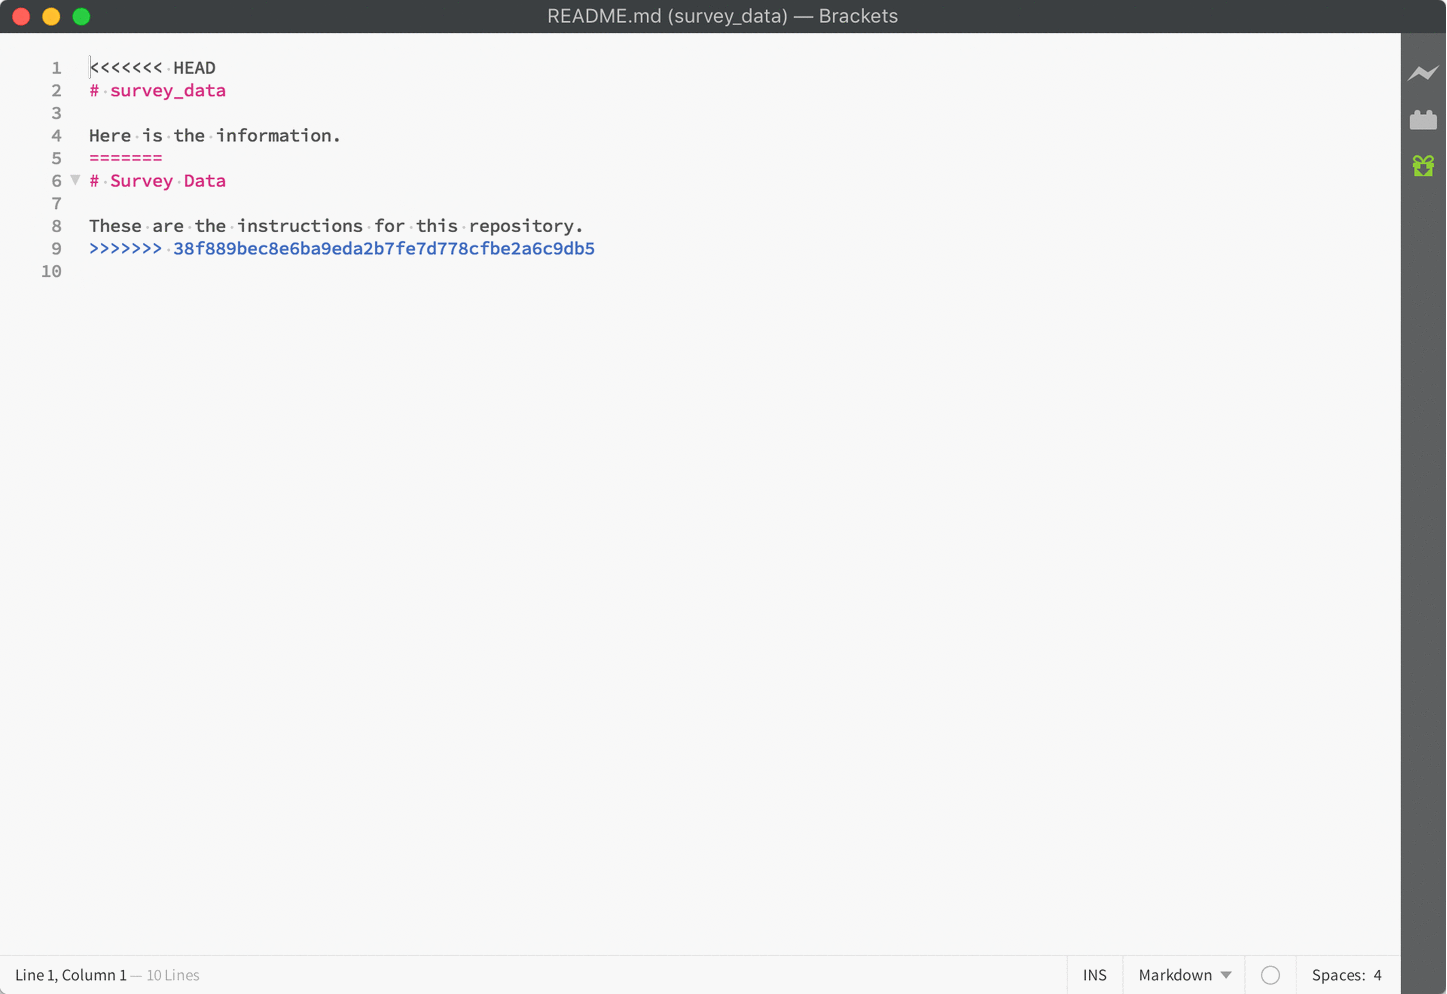 README.md (survey_data) — Brackets
1 <<<<<<< HEAD
2 # survey_data
3
4 Here is the information.
5 =======
6 # Survey Data
7
8 These are the instructions for this repository.
9 >>>>>>> 38f889bec8e6ba9eda2b7fe7d778cfbe2a6c9db5
10
Line 1, Column 1 — 10 Lines INS Markdown Spaces: 4